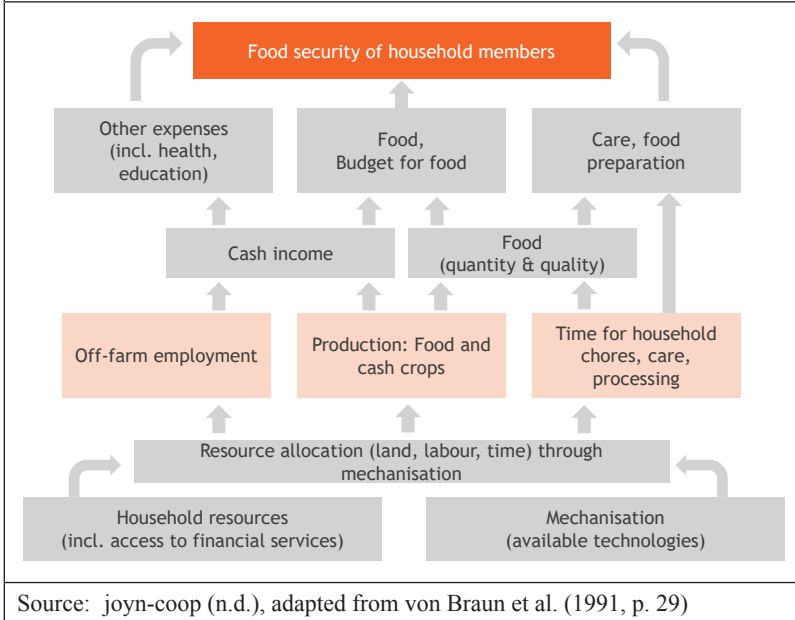 Food security of household members
Other expenses
(incl. health,
education)
Food,
Budget for food
Care, food
preparation
Cash income
Food
(quantity & quality)
Off-farm employment
Production: Food and
cash crops
Time for household
chores, care,
processing
Resource allocation (land, labour, time) through
mechanisation
Household resources
(incl. access to financial services)
Mechanisation
(available technologies)
Source: joyn-coop (n.d.), adapted from von Braun et al. (1991, p. 29)